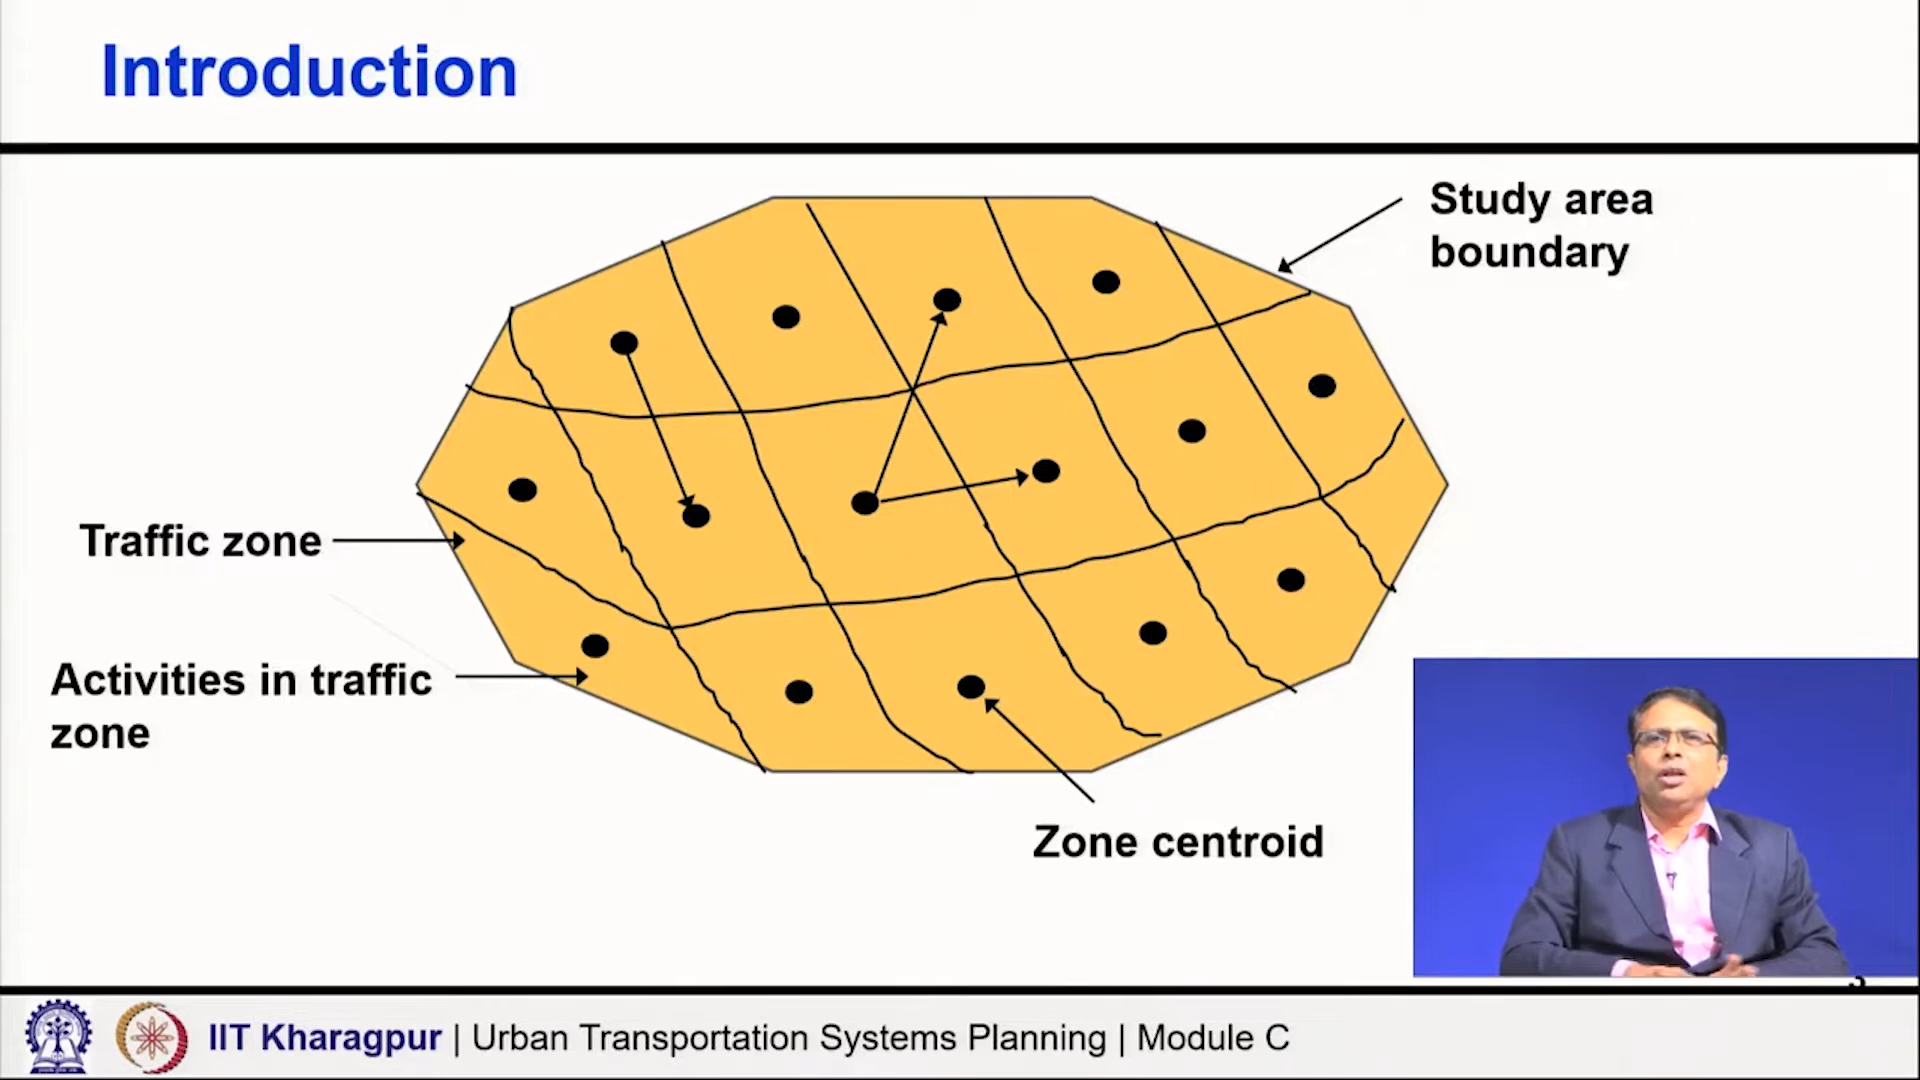 Introduction
Study area
boundary
Traffic zone
Activities in traffic
zone
Zone centroid
IIT Kharagpur | Urban Transportation Systems Planning | Module C